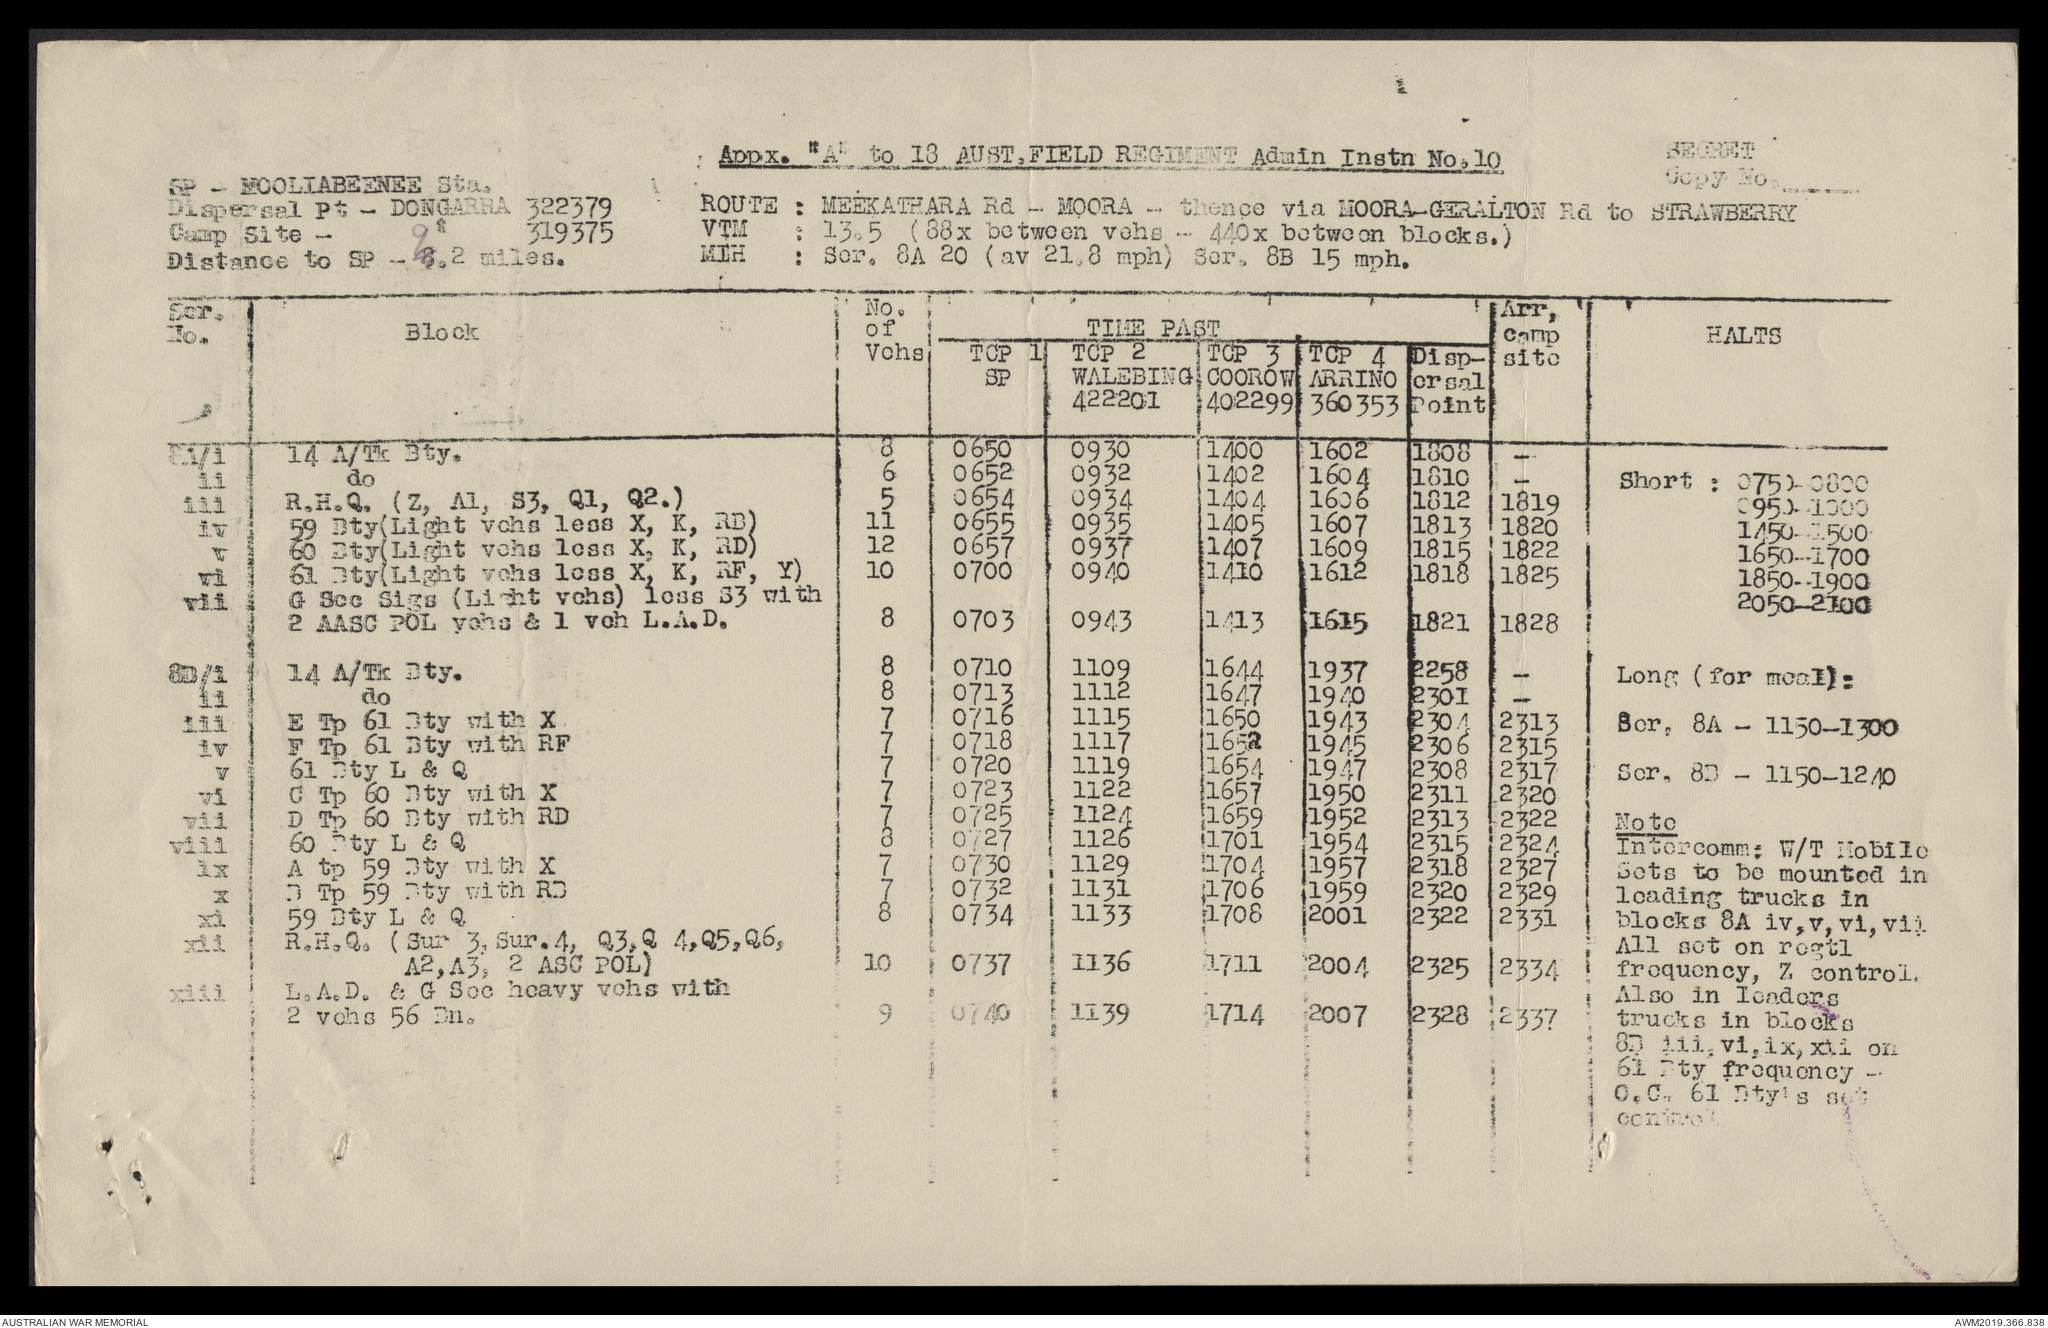 Appx. "A" to 13 AUST.FIELD REGIMENT Admin Instn No.10
SECRET
Copy No.
SP - MOOLIABEENEE Sta.
Dispersal Pt - DONGARRA 322379
Camp Site - " 319375
Distance to SP - 9.2 miles.
ROUTE : MEEKATHARA Rd - MOORA - thence via MOORA-GERALTON Rd to STRAWBERRY
VTM : 13.5 (88x between vehs - 440x between blocks.)
MIH : Ser. 8A 20 (av 21.8 mph) Ser. 8B 15 mph.
Ser. No. Block No. of Vehs TIME PAST Arr, camp site HALTS
TCP 1 SP TCP 2 WALEBING 422201 TCP 3 COOROW 402299 TCP 4 ARRINO 360353 Disp-ersal Point
8A/i 14 A/Tk Bty. 8 0650 0930 1400 1602 1808 -
ii do 6 0652 0932 1402 1604 1810 -
iii R.H.Q. (Z, A1, S3, Q1, Q2.) 5 0654 0934 1404 1606 1812 1819
iv 59 Bty(Light vehs less X, K, RB) 11 0655 0935 1405 1607 1813 1820
v 60 Bty(Light vehs less X, K, RD) 12 0657 0937 1407 1609 1815 1822
vi 61 Bty(Light vehs less X, K, RF, Y) 10 0700 0940 1410 1612 1818 1825
vii G Sec Sigs (Light vehs) less S3 with
2 AASC POL vehs & 1 veh L.A.D. 8 0703 0943 1413 1615 1821 1828
8B/i 14 A/Tk Bty. 8 0710 1109 1644 1937 2258 -
ii do 8 0713 1112 1647 1940 2301 -
iii E Tp 61 Bty with X 7 0716 1115 1650 1943 2304 2313
iv F Tp 61 Bty with RF 7 0718 1117 1652 1945 2306 2315
v 61 Bty L & Q 7 0720 1119 1654 1947 2308 2317
vi C Tp 60 Bty with X 7 0723 1122 1657 1950 2311 2320
vii D Tp 60 Bty with RD 7 0725 1124 1659 1952 2313 2322
viii 60 Bty L & Q 8 0727 1126 1701 1954 2315 2324
ix A tp 59 Bty with X 7 0730 1129 1704 1957 2318 2327
x B Tp 59 Bty with RB 7 0732 1131 1706 1959 2320 2329
xi 59 Bty L & Q 8 0734 1133 1708 2001 2322 2331
xii R.H.Q. (Sur 3, Sur.4, Q3,Q 4,Q5,Q6,
A2,A3, 2 ASC POL) 10 0737 1136 1711 2004 2325 2334
xiii L.A.D. & G Sec heavy vehs with
2 vehs 56 Bn. 9 0740 1139 1714 2007 2328 2337
Short : 0750-0800
0950-1000
1450-1500
1650-1700
1850-1900
2050-2100
Long (for meal):
Ser. 8A - 1150-1300
Ser. 8B - 1150-1240
Note
Intercomm: W/T Mobile
Sets to be mounted in
leading trucks in
blocks 8A iv,v,vi,vii
All set on regtl
frequency, Z control.
Also in leaders
trucks in blocks
8B iii,vi,ix,xii on
61 Bty frequency -
O.C. 61 Bty's set
control
AUSTRALIAN WAR MEMORIAL
AWM2019.366.838